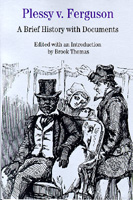 Plessy v. Ferguson
A Brief History with Documents
Edited with an Introduction
by Brook Thomas